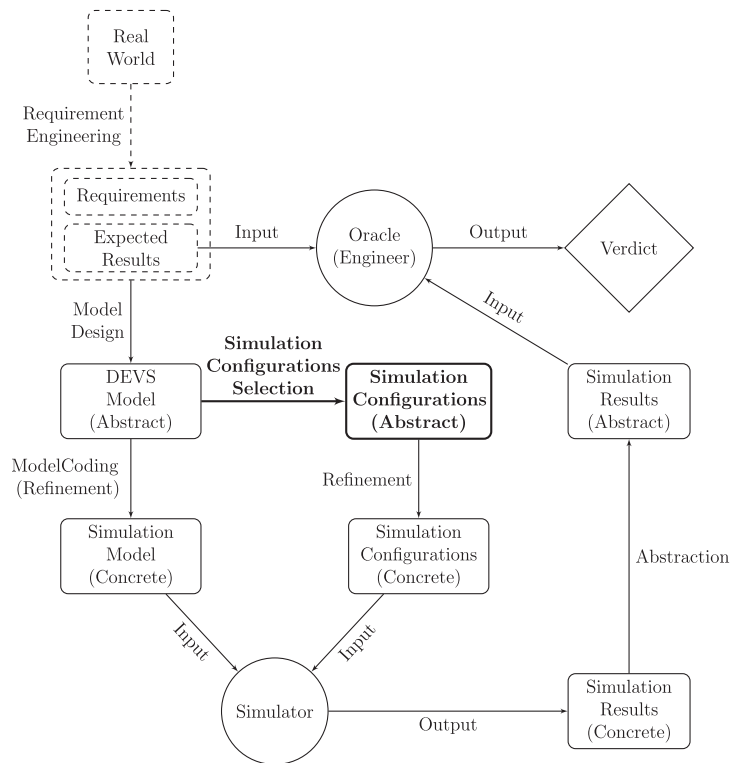 Real
World
Requirement
Engineering
Requirements
Expected
Results
Input
Oracle
(Engineer)
Output
Verdict
Model
Design
Input
Simulation
Configurations
Selection
DEVS
Model
(Abstract)
Simulation
Configurations
(Abstract)
Simulation
Results
(Abstract)
ModelCoding
(Refinement)
Refinement
Simulation
Model
(Concrete)
Simulation
Configurations
(Concrete)
Abstraction
Input
Input
Simulator
Output
Simulation
Results
(Concrete)